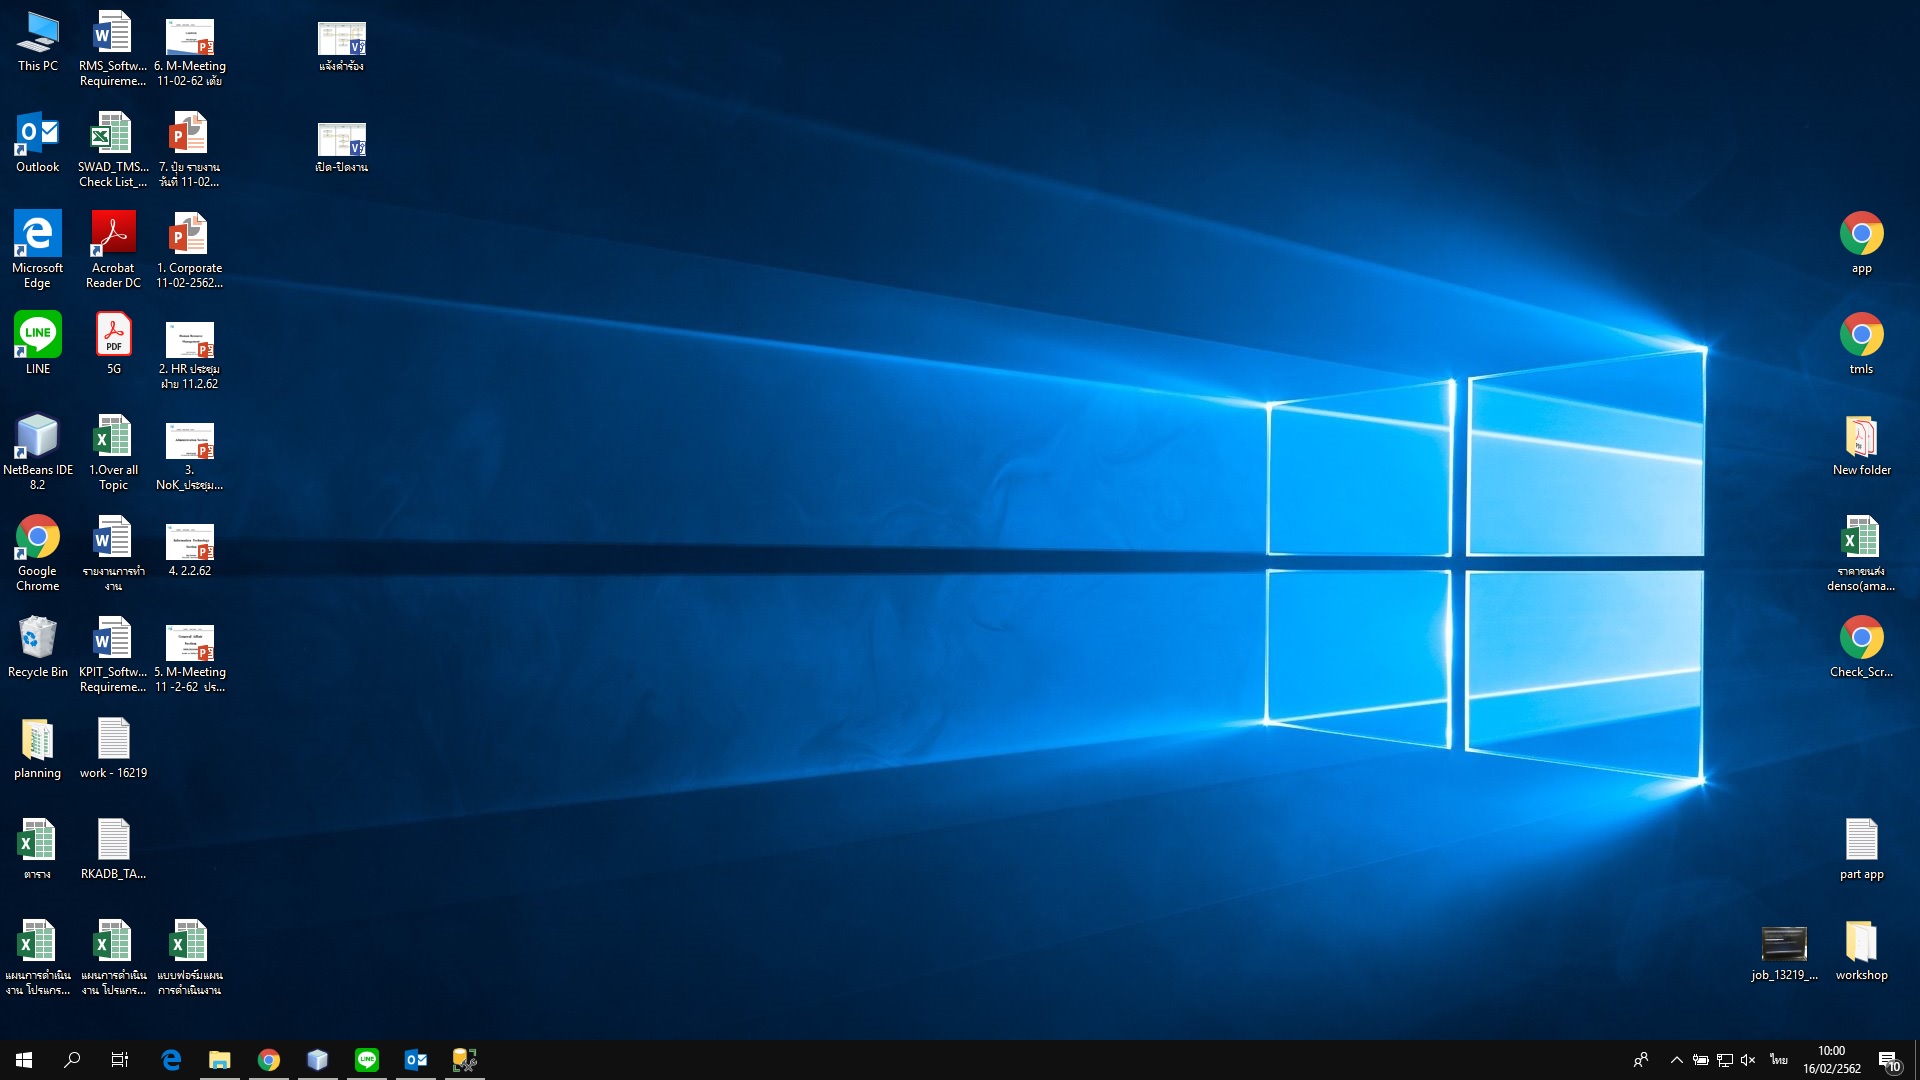 This PC
RMS_Softw...
Requireme...
6. M-Meeting
11-02-62 เต้ย
แจ้งคำร้อง
Outlook
SWAD_TMS...
Check List_...
7. ปุ้ย รายงาน
วันที่ 11-02...
เปิด-ปิดงาน
Microsoft
Edge
Acrobat
Reader DC
1. Corporate
11-02-2562...
app
LINE
LINE
PDF
5G
2. HR ประชุม
ฝ่าย 11.2.62
tmls
NetBeans IDE
8.2
1.Over all
Topic
3.
NoK_ประชุม...
New folder
Google
Chrome
รายงานการทำ
งาน
4. 2.2.62
ราคาขนส่ง
denso(ama...
Recycle Bin
KPIT_Softw...
Requireme...
5. M-Meeting
11 -2-62 ประ...
Check_Scr...
planning
work - 16219
ตาราง
RKADB_TA...
part app
แผนการดำเนิน
งาน โปรแกร...
แผนการดำเนิน
งาน โปรแกร...
แบบฟอร์มแผน
การดำเนินงาน
job_13219_...
workshop
LINE
ไทย
10:00
16/02/2562
10